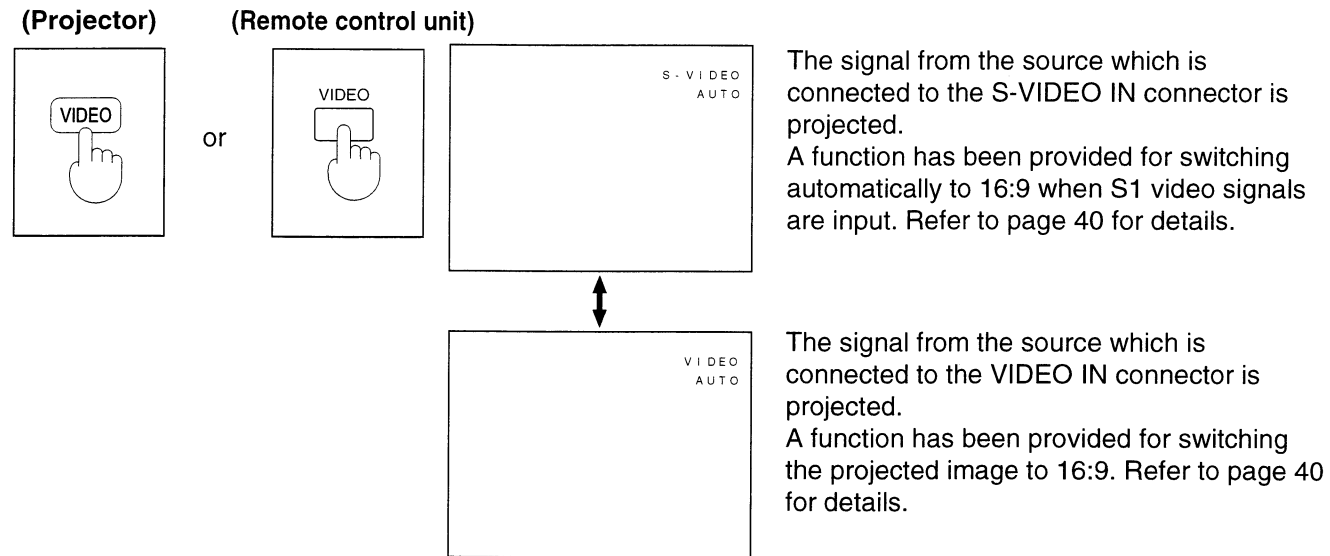 (Projector)
(Remote control unit)
VIDEO
or
VIDEO
S-VIDEO
AUTO
The signal from the source which is
connected to the S-VIDEO IN connector is
projected.
A function has been provided for switching
automatically to 16:9 when S1 video signals
are input. Refer to page 40 for details.
VIDEO
AUTO
The signal from the source which is
connected to the VIDEO IN connector is
projected.
A function has been provided for switching
the projected image to 16:9. Refer to page 40
for details.